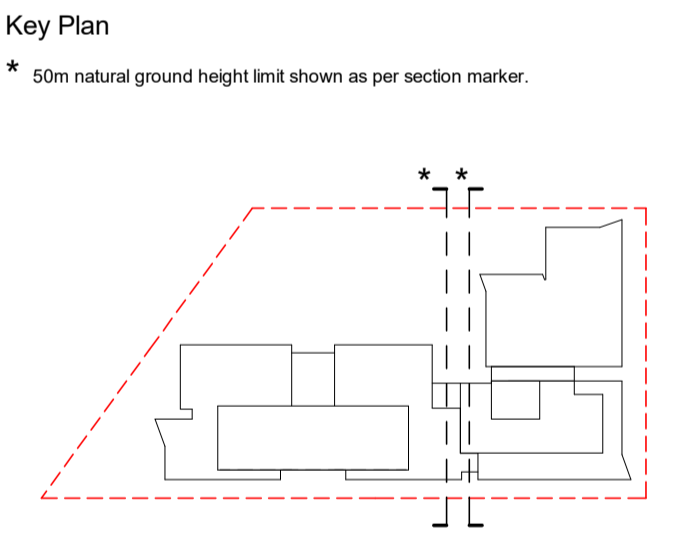 Key Plan
* 50m natural ground height limit shown as per section marker.
* *